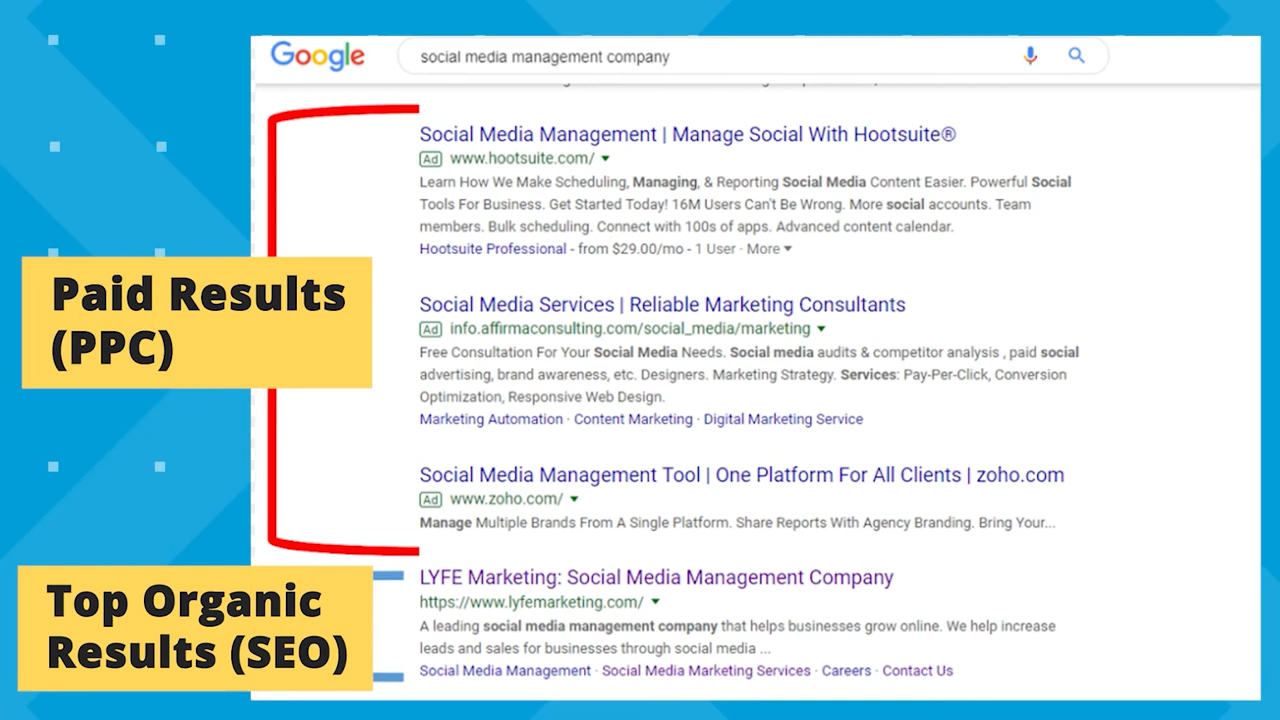 Google
social media management company
Social Media Management | Manage Social With Hootsuite®
Ad www.hootsuite.com/
Learn How We Make Scheduling, Managing, & Reporting Social Media Content Easier. Powerful Social
Tools For Business. Get Started Today! 16M Users Can't Be Wrong. More social accounts. Team
members. Bulk scheduling. Connect with 100s of apps. Advanced content calendar.
Hootsuite Professional - from $29.00/mo - 1 User · More
Paid Results
(PPC)
Social Media Services | Reliable Marketing Consultants
Ad info.affirmaconsulting.com/social_media/marketing
Free Consultation For Your Social Media Needs. Social media audits & competitor analysis , paid social
advertising, brand awareness, etc. Designers. Marketing Strategy. Services: Pay-Per-Click, Conversion
Optimization, Responsive Web Design.
Marketing Automation · Content Marketing · Digital Marketing Service
Social Media Management Tool | One Platform For All Clients | zoho.com
Ad www.zoho.com/
Manage Multiple Brands From A Single Platform. Share Reports With Agency Branding. Bring Your...
Top Organic
Results (SEO)
LYFE Marketing: Social Media Management Company
https://www.lyfemarketing.com/
A leading social media management company that helps businesses grow online. We help increase
leads and sales for businesses through social media ...
Social Media Management · Social Media Marketing Services · Careers · Contact Us